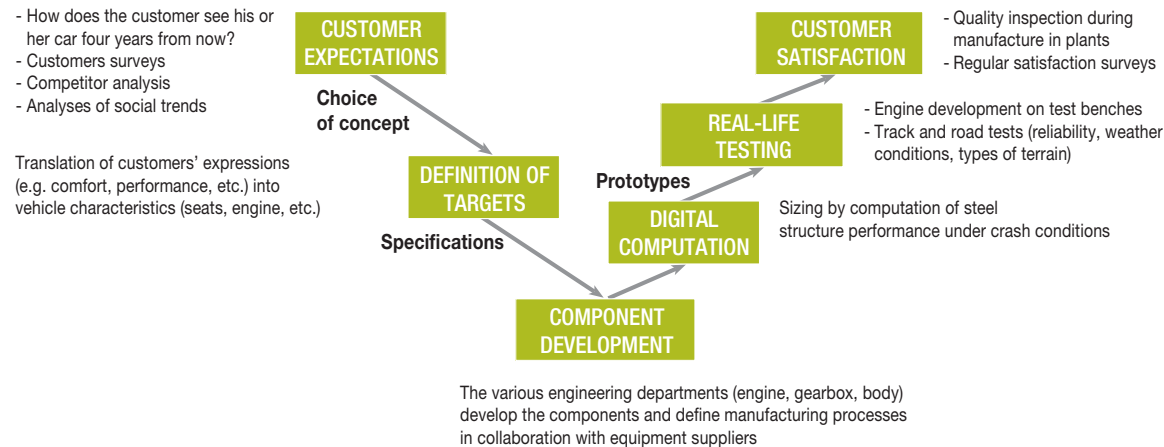 - How does the customer see his or
her car four years from now?
- Customers surveys
- Competitor analysis
- Analyses of social trends
CUSTOMER
EXPECTATIONS
Choice
of concept
Translation of customers’ expressions
(e.g. comfort, performance, etc.) into
vehicle characteristics (seats, engine, etc.)
DEFINITION OF
TARGETS
Specifications
COMPONENT
DEVELOPMENT
The various engineering departments (engine, gearbox, body)
develop the components and define manufacturing processes
in collaboration with equipment suppliers
DIGITAL
COMPUTATION
Sizing by computation of steel
structure performance under crash conditions
Prototypes
REAL-LIFE
TESTING
- Engine development on test benches
- Track and road tests (reliability, weather
conditions, types of terrain)
CUSTOMER
SATISFACTION
- Quality inspection during
manufacture in plants
- Regular satisfaction surveys